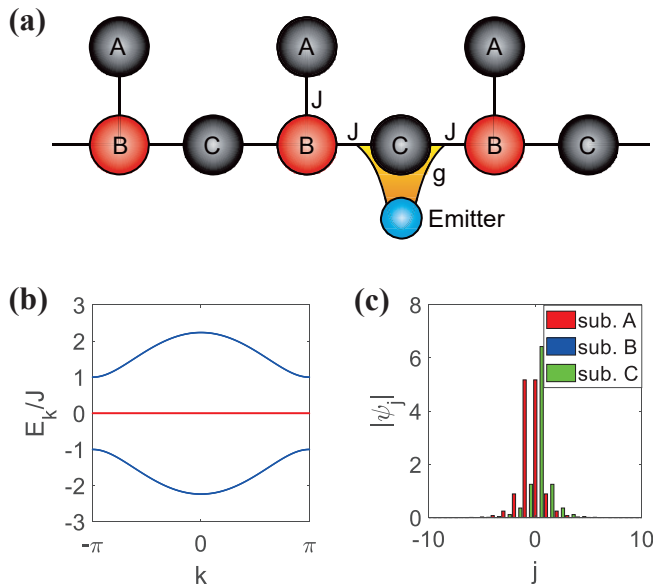 (a)
A A A
J
J J
B C B C B C
g
Emitter
(b)
3
2
1
0
-1
-2
-3
E_k/J
-π 0 π
k
(c)
8
6
4
2
0
|ψ_j|
sub. A
sub. B
sub. C
-10 0 10
j